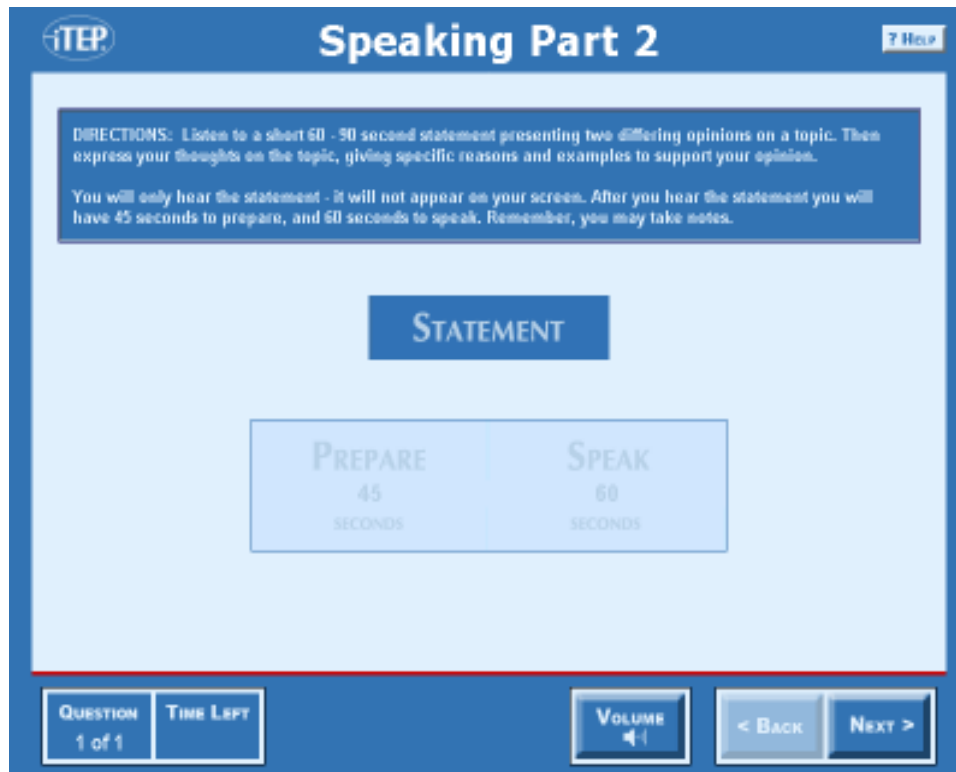 iTEP
Speaking Part 2
? Help
DIRECTIONS: Listen to a short 60 - 90 second statement presenting two differing opinions on a topic. Then
express your thoughts on the topic, giving specific reasons and examples to support your opinion.
You will only hear the statement - it will not appear on your screen. After you hear the statement you will
have 45 seconds to prepare, and 60 seconds to speak. Remember, you may take notes.
STATEMENT
PREPARE
45
SECONDS
SPEAK
60
SECONDS
QUESTION
1 of 1
TIME LEFT
VOLUME
< BACK
NEXT >